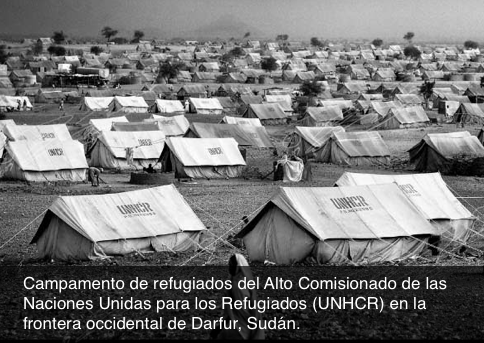 UNHCR
UNHCR
UNHCR
UNHCR
UNHCR
Campamento de refugiados del Alto Comisionado de las
Naciones Unidas para los Refugiados (UNHCR) en la
frontera occidental de Darfur, Sudán.